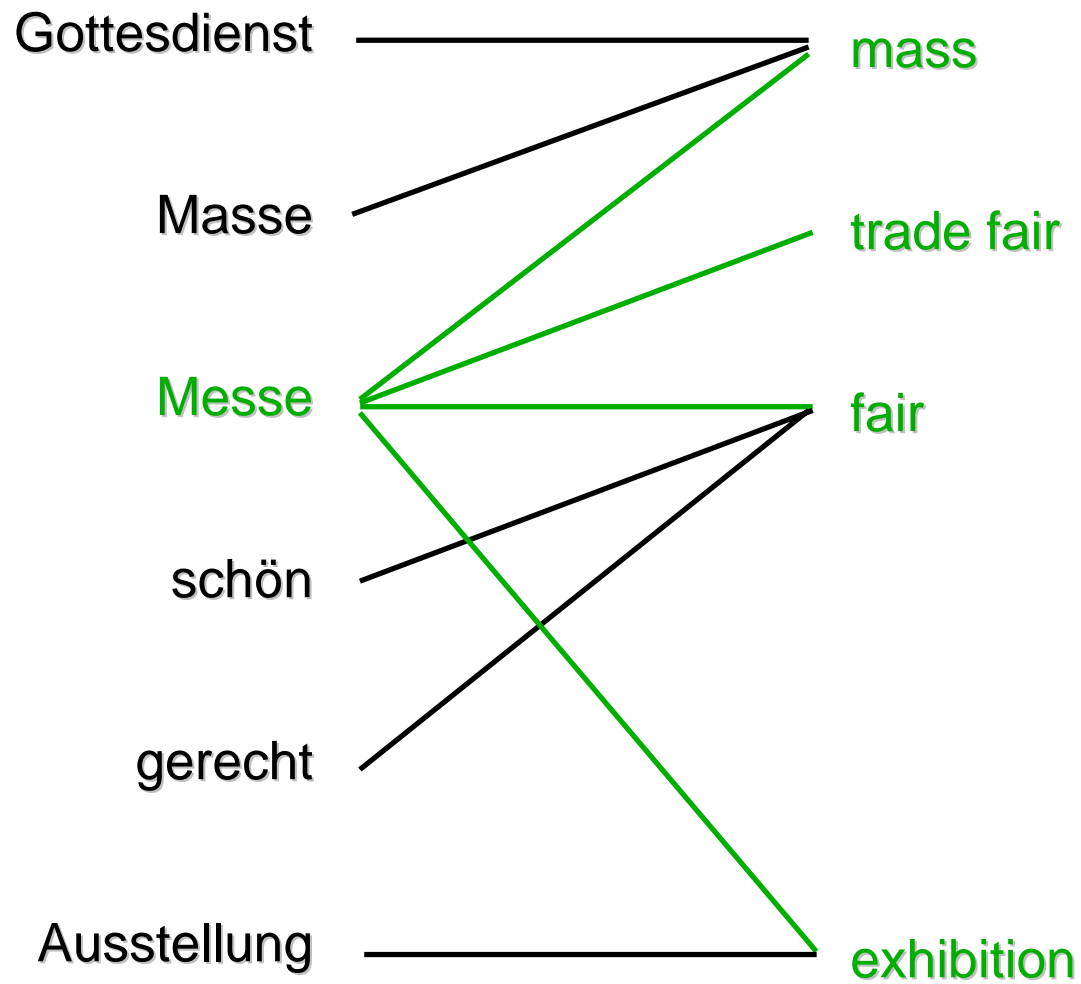 Gottesdienst
mass
Masse
trade fair
Messe
fair
schön
gerecht
Ausstellung
exhibition